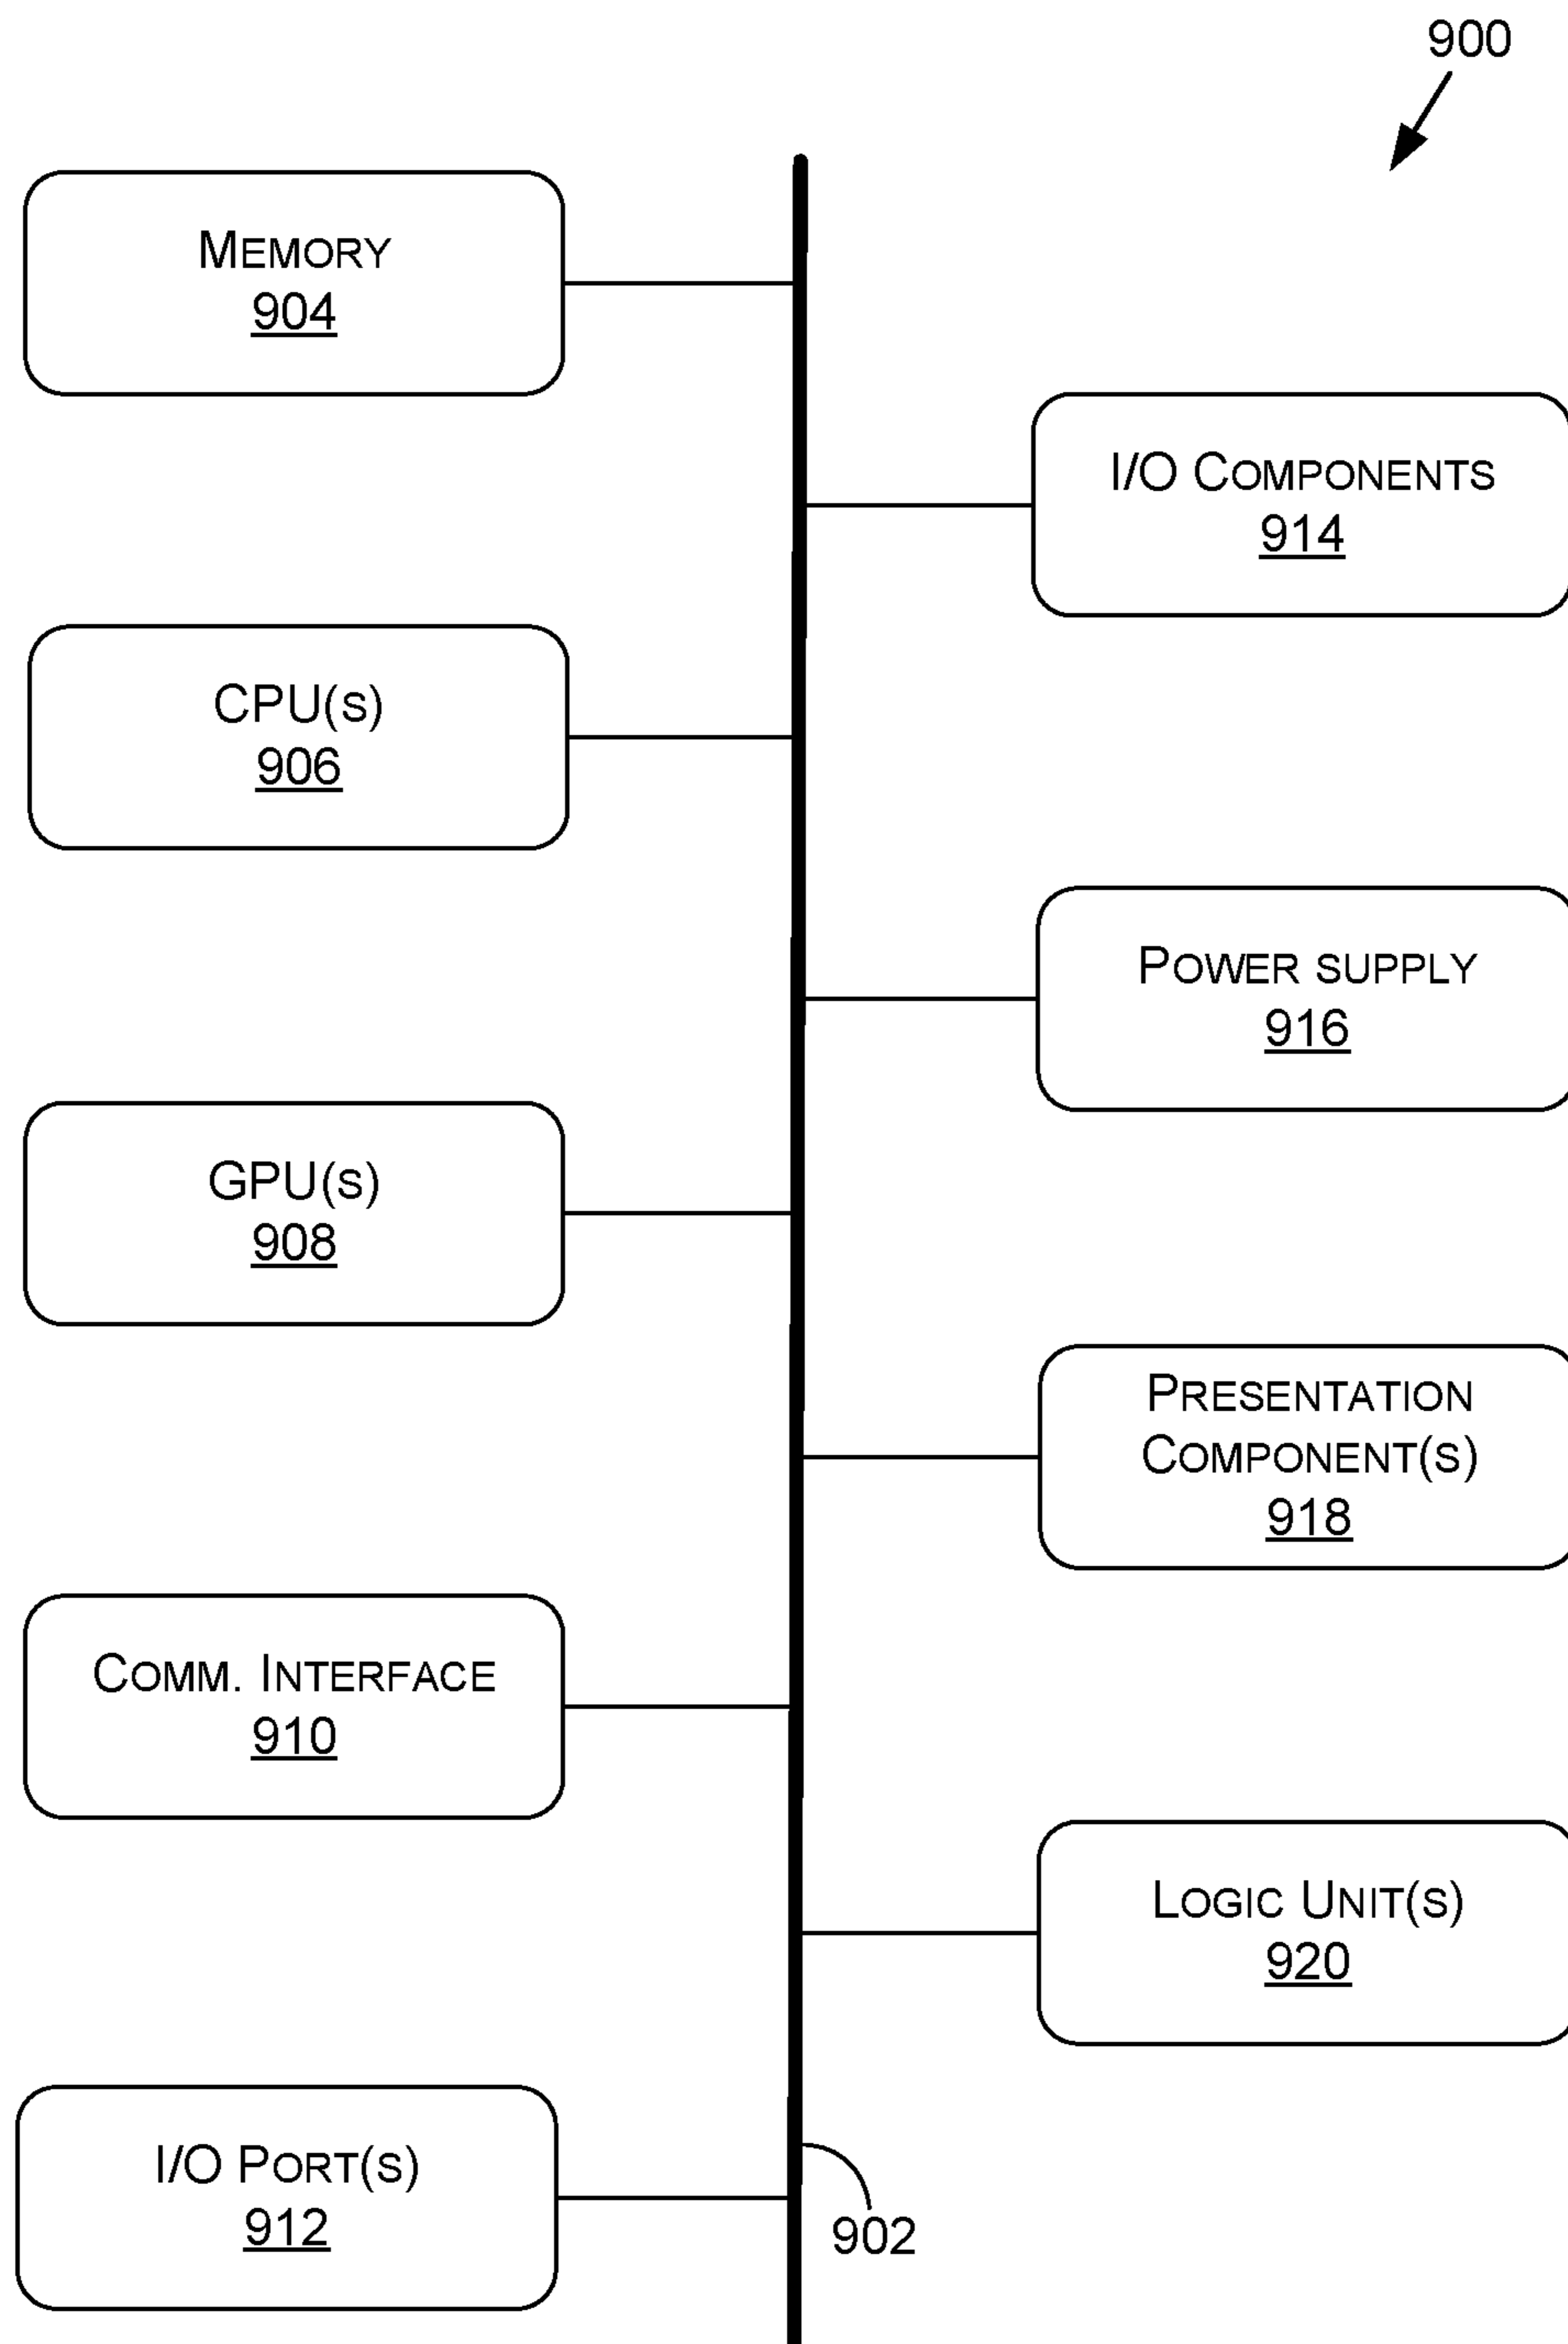 900
MEMORY
904
I/O COMPONENTS
914
CPU(S)
906
POWER SUPPLY
916
GPU(S)
908
PRESENTATION
COMPONENT(S)
918
COMM. INTERFACE
910
LOGIC UNIT(S)
920
I/O PORT(S)
912
902